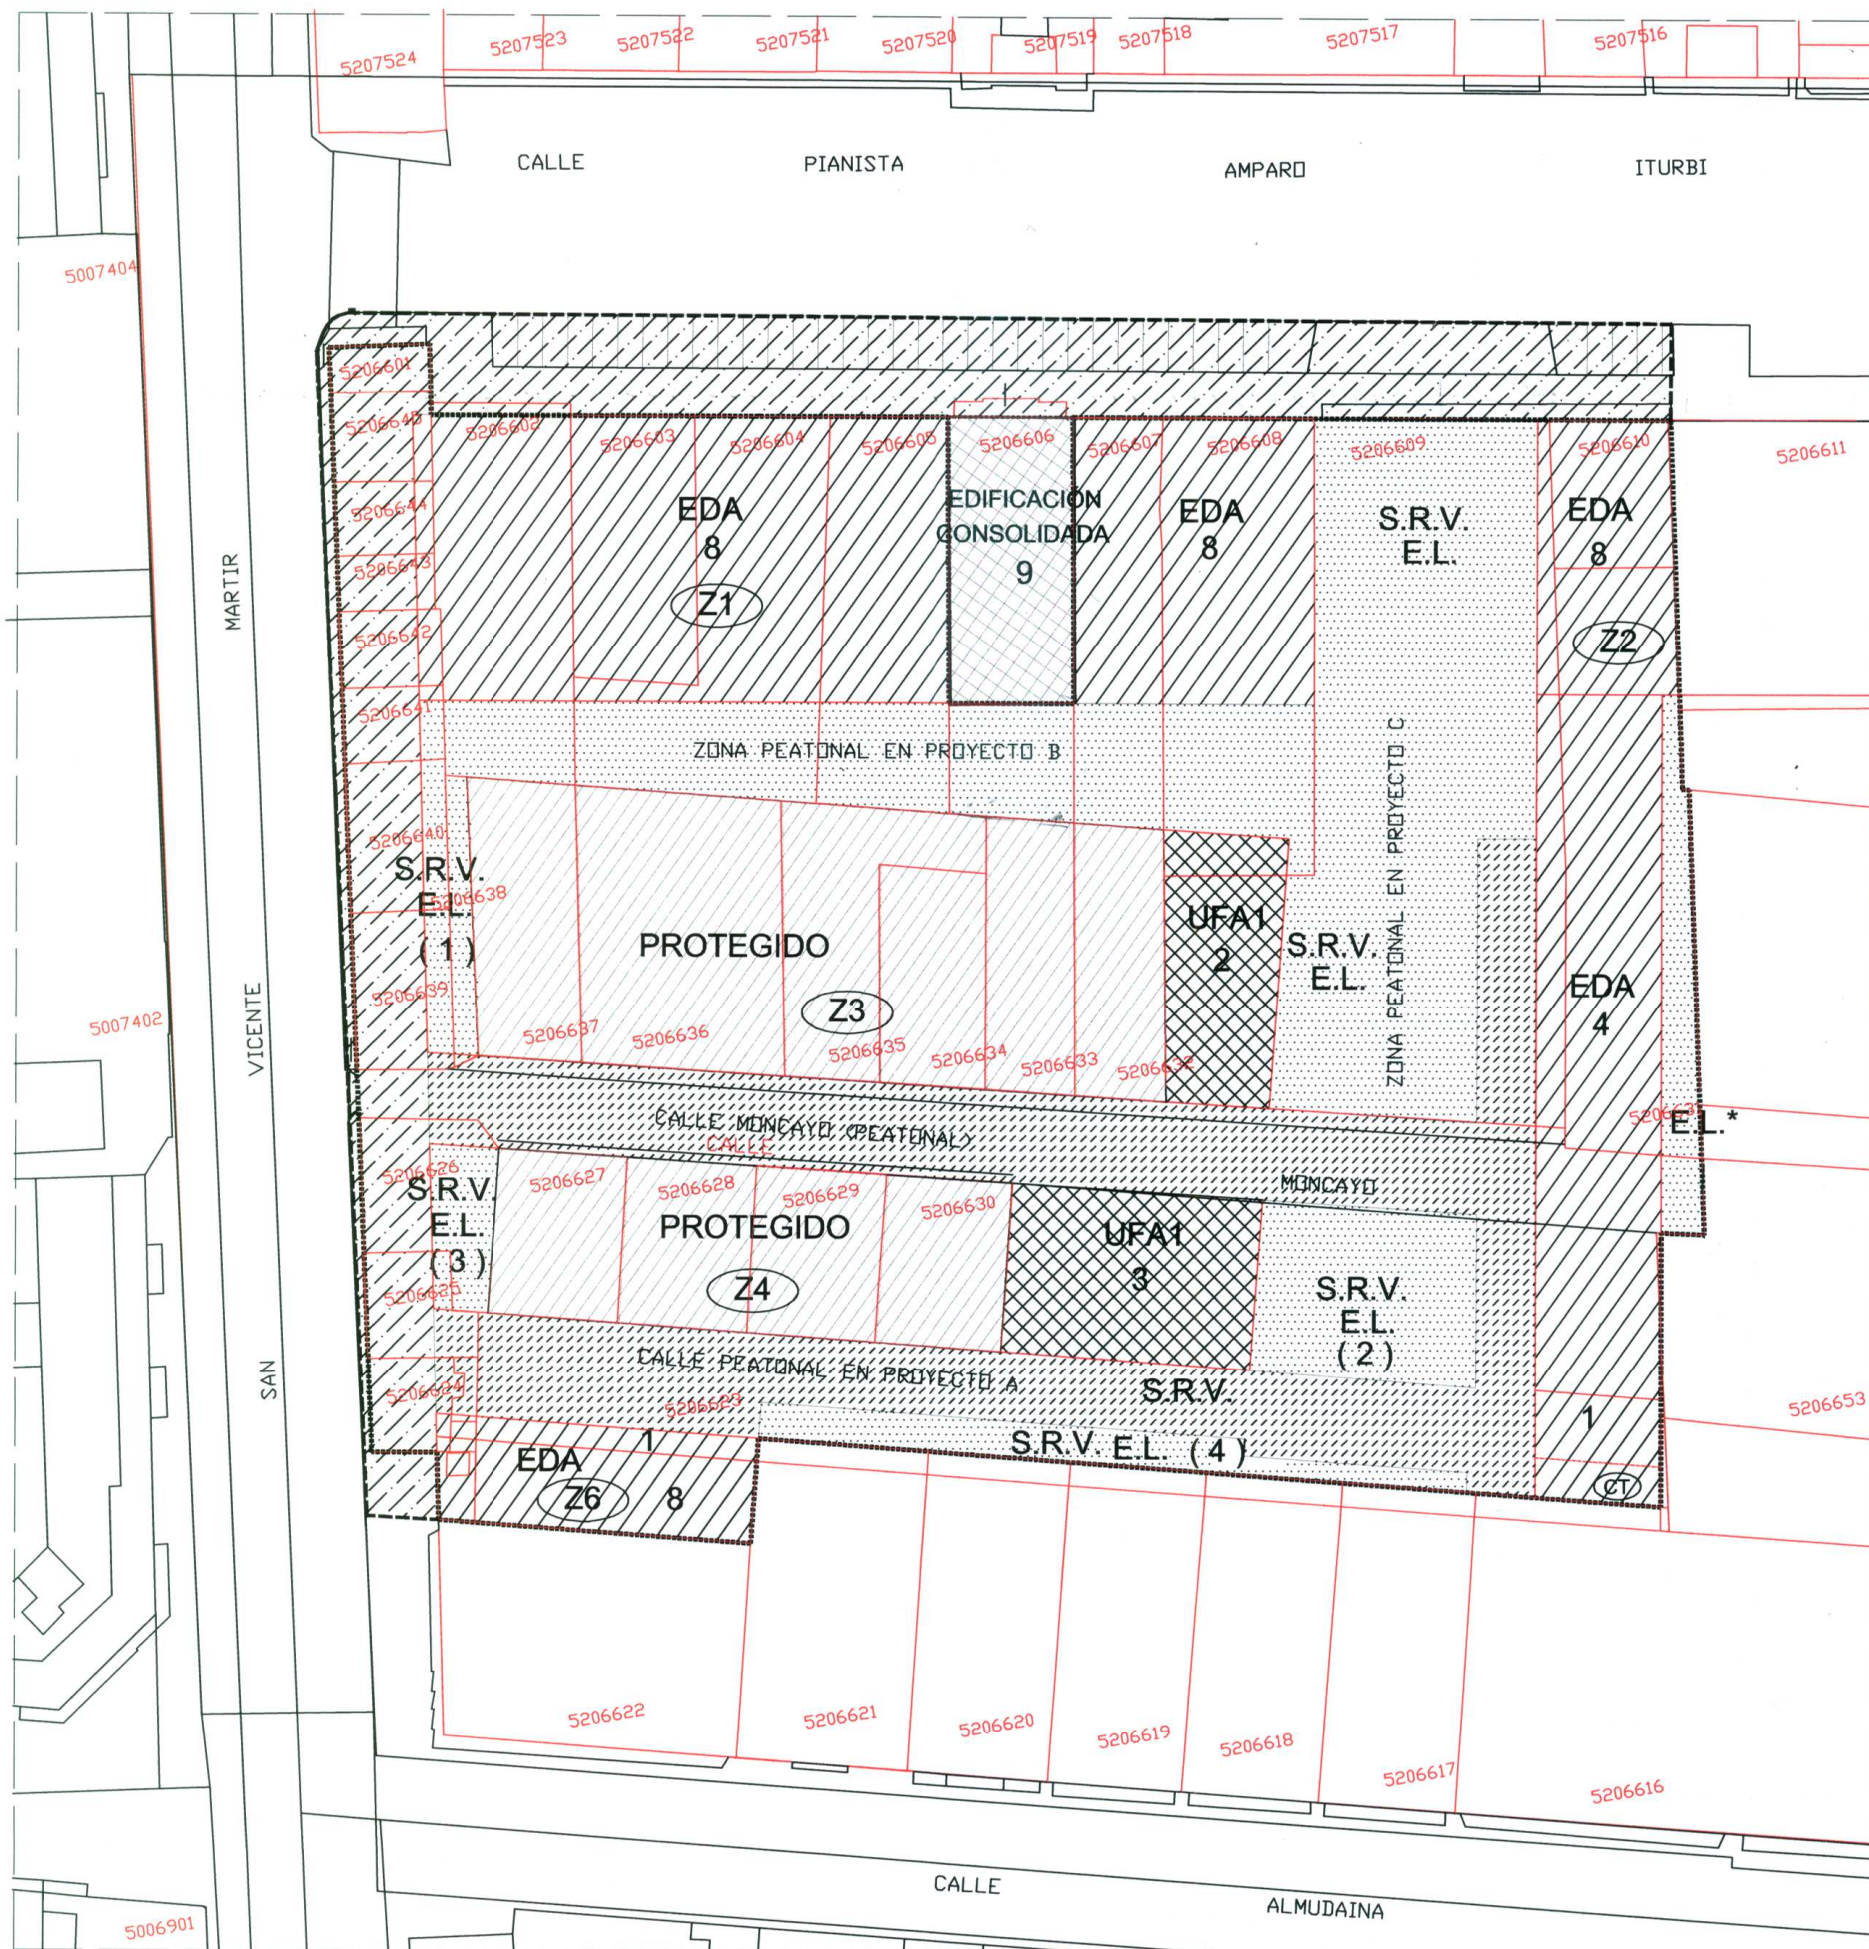 5207524
5207523
5207522
5207521
5207520
5207519
5207518
5207517
5207516
CALLE PIANISTA AMPARO ITURBI
5007404
5206601
5206645
5206602
5206603
5206604
5206605
5206606
5206607
5206608
5206609
5206610
5206611
EDA
8
Z1
EDIFICACIÓN
CONSOLIDADA
9
EDA
8
S.R.V.
E.L.
EDA
8
Z2
5206644
5206643
5206642
5206641
MARTIR
VICENTE
SAN
ZONA PEATONAL EN PROYECTO B
ZONA PEATONAL EN PROYECTO C
5206640
S.R.V.
E.L.
(1)
5206638
5206639
PROTEGIDO
Z3
UFA1
2
S.R.V.
E.L.
EDA
4
5007402
5206637
5206636
5206635
5206634
5206633
5206632
E.L.*
CALLE MONCAYO (PEATONAL)
CALLE
MONCAYO
5206626
S.R.V.
E.L.
(3)
5206625
5206627
5206628
5206629
5206630
PROTEGIDO
Z4
UFA1
3
S.R.V.
E.L.
(2)
CALLE PEATONAL EN PROYECTO A
S.R.V.
5206624
5206623
S.R.V. E.L. (4)
1
EDA
Z6
8
1
CT
5206653
5206622
5206621
5206620
5206619
5206618
5206617
5206616
CALLE ALMUDAINA
5006901